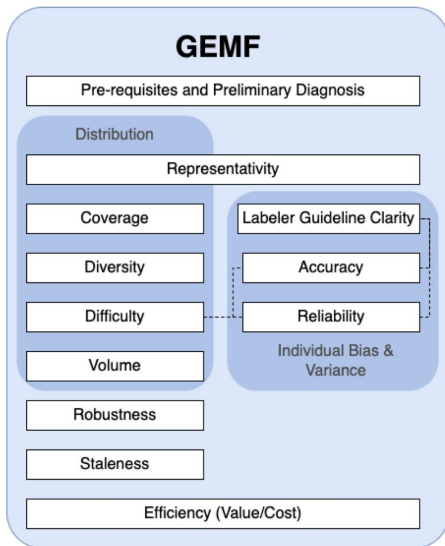 GEMF
Pre-requisites and Preliminary Diagnosis
Distribution
Representativity
Coverage
Labeler Guideline Clarity
Diversity
Accuracy
Difficulty
Reliability
Individual Bias &
Variance
Volume
Robustness
Staleness
Efficiency (Value/Cost)